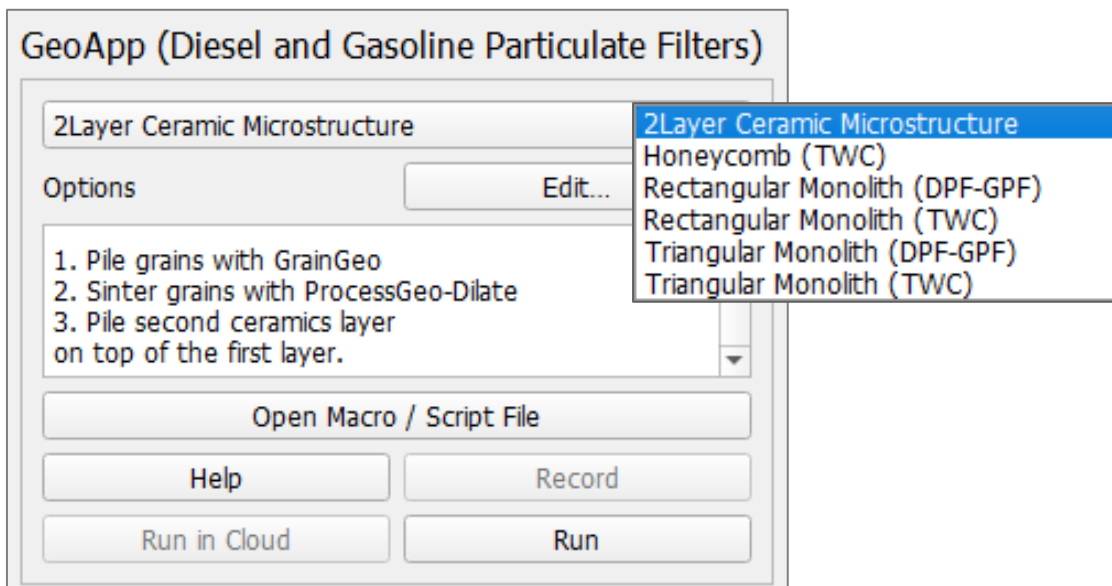 GeoApp (Diesel and Gasoline Particulate Filters)
2Layer Ceramic Microstructure
2Layer Ceramic Microstructure
Honeycomb (TWC)
Rectangular Monolith (DPF-GPF)
Rectangular Monolith (TWC)
Triangular Monolith (DPF-GPF)
Triangular Monolith (TWC)
Options
Edit...
1. Pile grains with GrainGeo
2. Sinter grains with ProcessGeo-Dilate
3. Pile second ceramics layer
on top of the first layer.
Open Macro / Script File
Help
Record
Run in Cloud
Run